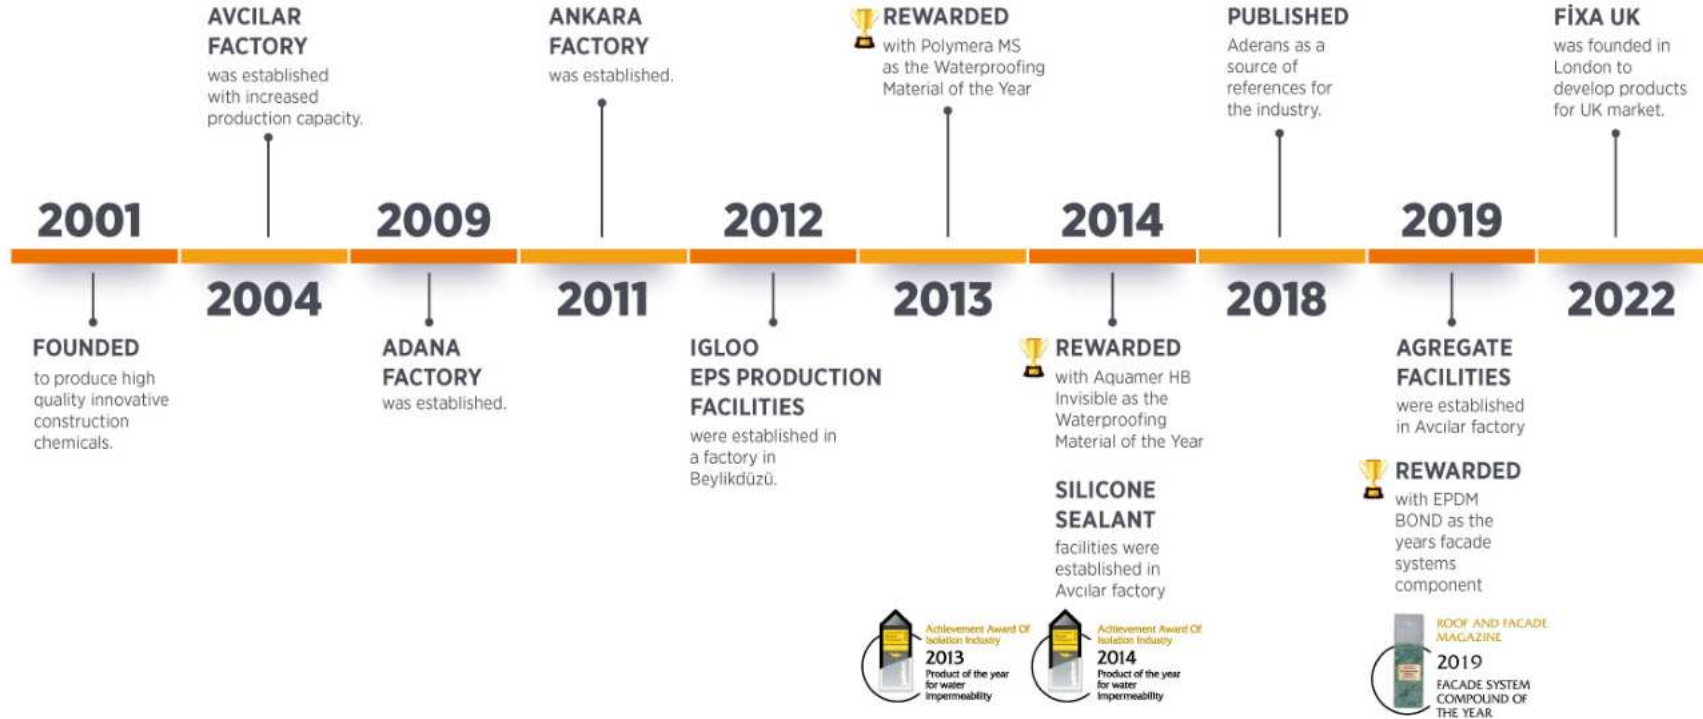 AVCILAR
FACTORY
was established
with increased
production capacity.
ANKARA
FACTORY
was established.
REWARDED
with Polymera MS
as the Waterproofing
Material of the Year
PUBLISHED
Aderans as a
source of
references for
the industry.
FİXA UK
was founded in
London to
develop products
for UK market.
2001
2009
2012
2014
2019
2004
2011
2013
2018
2022
FOUNDED
to produce high
quality innovative
construction
chemicals.
ADANA
FACTORY
was established.
IGLOO
EPS PRODUCTION
FACILITIES
were established in
a factory in
Beylikdüzü.
REWARDED
with Aquamer HB
Invisible as the
Waterproofing
Material of the Year
SILICONE
SEALANT
facilities were
established in
Avcılar factory
AGREGATE
FACILITIES
were established
in Avcılar factory
REWARDED
with EPDM
BOND as the
years facade
systems
component
Achievement Award Of
Isolation Industry
2013
Product of the year
for water
impermeability
Achievement Award Of
Isolation Industry
2014
Product of the year
for water
impermeability
ROOF AND FACADE
MAGAZINE
2019
FACADE SYSTEM
COMPOUND OF
THE YEAR